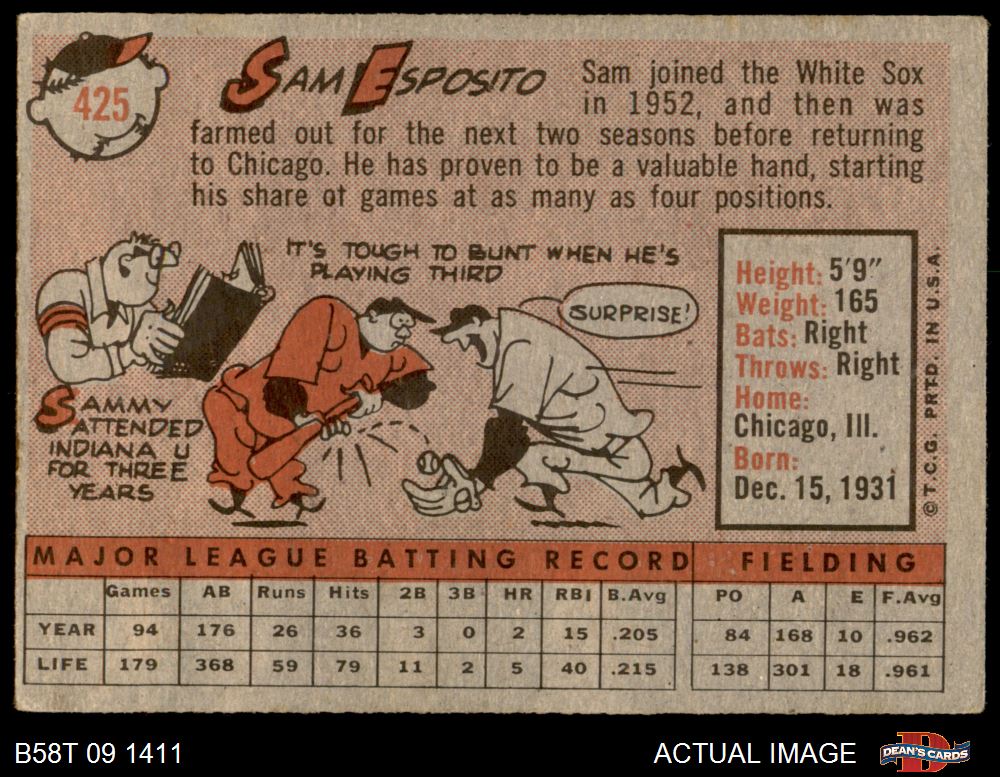 425
SAM ESPOSITO
Sam joined the White Sox
in 1952, and then was
farmed out for the next two seasons before returning
to Chicago. He has proven to be a valuable hand, starting
his share of games at as many as four positions.
IT'S TOUGH TO BUNT WHEN HE'S
PLAYING THIRD
SURPRISE!
SAMMY
ATTENDED
INDIANA U
FOR THREE
YEARS
Height: 5'9"
Weight: 165
Bats: Right
Throws: Right
Home:
Chicago, Ill.
Born:
Dec. 15, 1931
© T.C.G. PRT.D. IN U.S.A.
MAJOR LEAGUE BATTING RECORD FIELDING
Games AB Runs Hits 2B 3B HR RBI B.Avg PO A E F.Avg
YEAR 94 176 26 36 3 0 2 15 .205 84 168 10 .962
LIFE 179 368 59 79 11 2 5 40 .215 138 301 18 .961
B58T 09 1411
ACTUAL IMAGE
DEAN'S CARDS